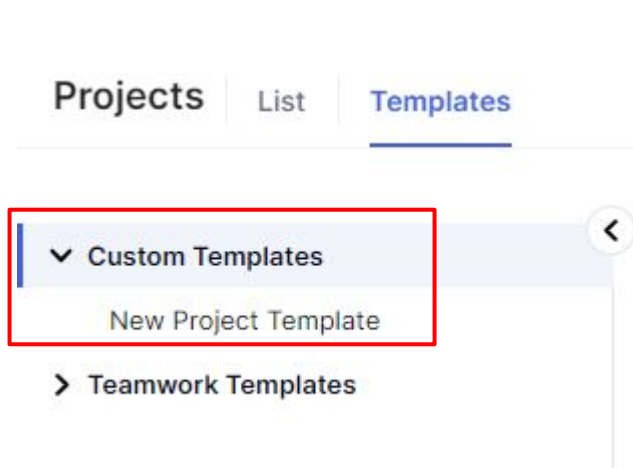 Projects List Templates
Custom Templates
New Project Template
Teamwork Templates